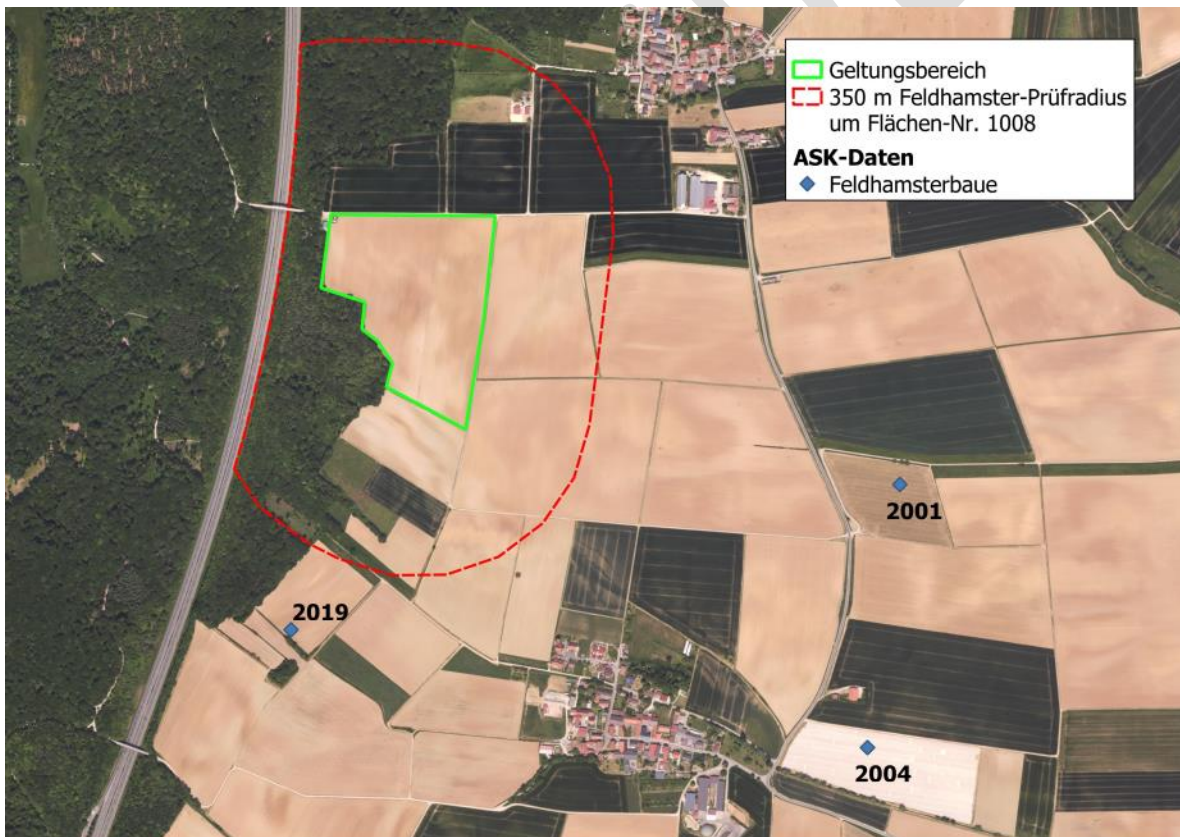 Geltungsbereich
350 m Feldhamster-Prüfradius
um Flächen-Nr. 1008
ASK-Daten
Feldhamsterbaue
2001
2019
2004